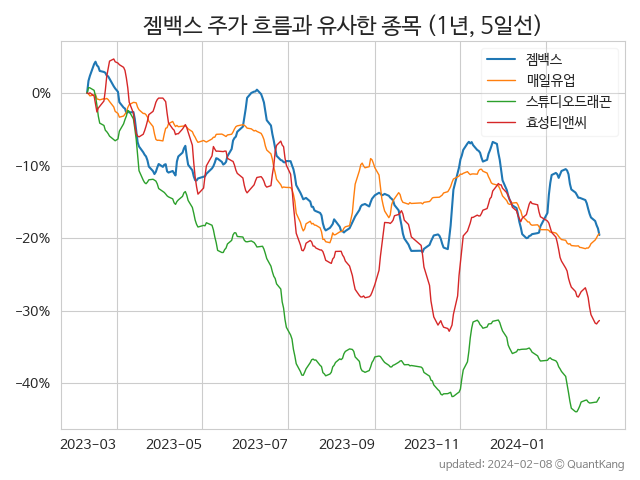 젬백스 주가 흐름과 유사한 종목 (1년, 5일선)
젬백스
매일유업
스튜디오드래곤
효성티앤씨
0%
−10%
−20%
−30%
−40%
2023-03 2023-05 2023-07 2023-09 2023-11 2024-01
updated: 2024-02-08 ⓒ QuantKang